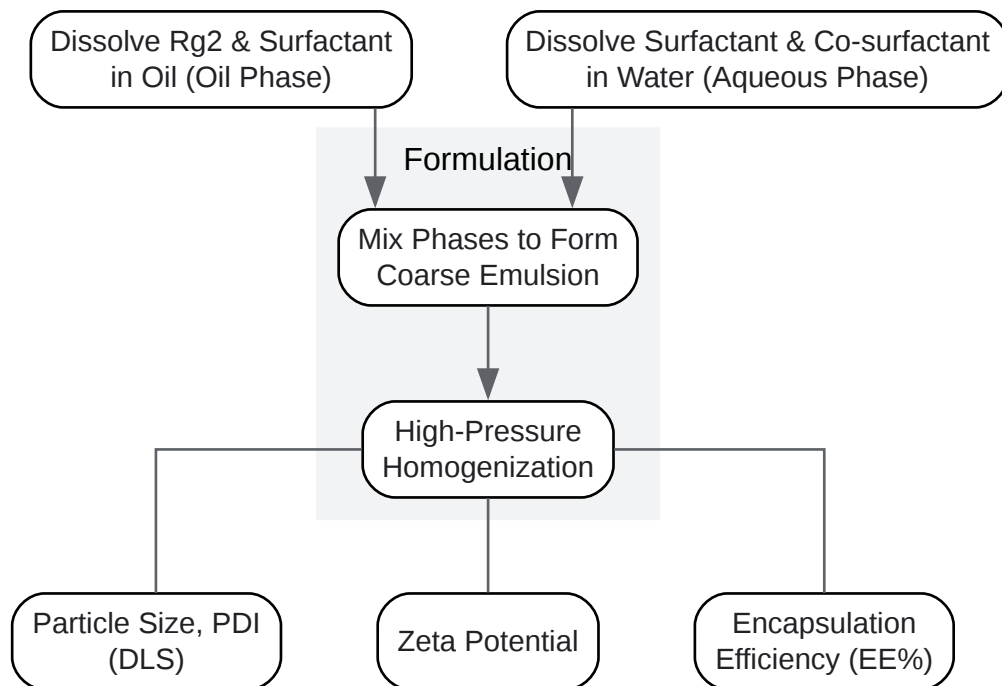 Dissolve Rg2 & Surfactant
in Oil (Oil Phase)
Dissolve Surfactant & Co-surfactant
in Water (Aqueous Phase)
Formulation
Mix Phases to Form
Coarse Emulsion
High-Pressure
Homogenization
Particle Size, PDI
(DLS)
Zeta Potential
Encapsulation
Efficiency (EE%)